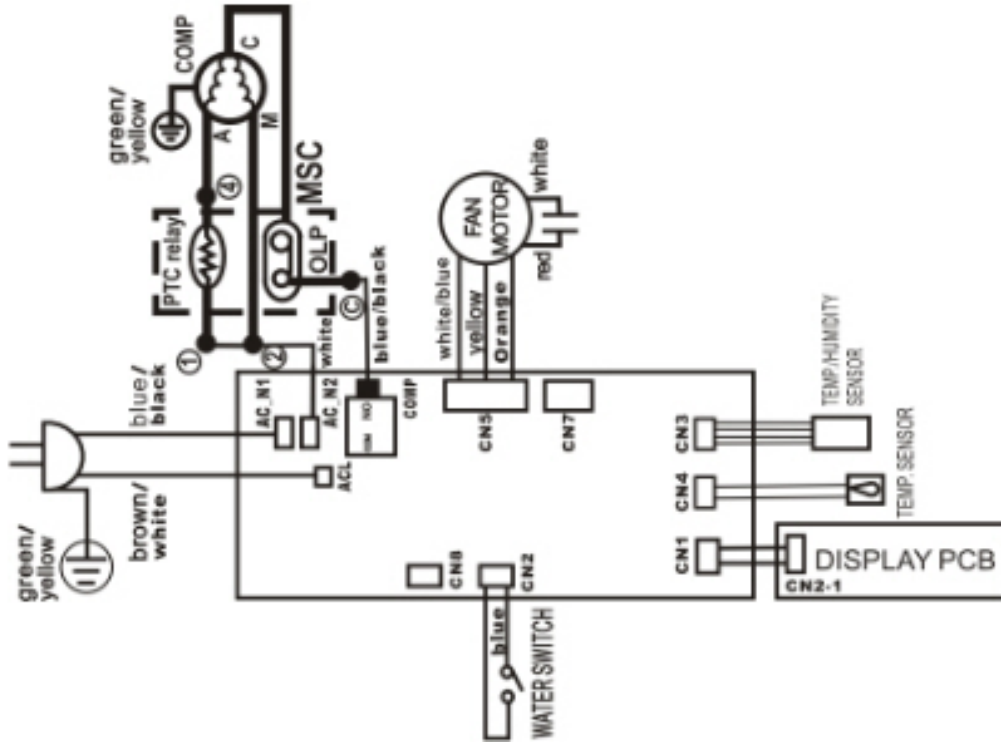 green/
yellow
COMP
C
A
M
④
MSC
PTC relay
OLP
①
②
white
Ⓒ
blue/black
blue/
black
brown/
white
green/
yellow
AC_N1
AC_N2
ACL
COMP
white/blue
yellow
Orange
FAN
MOTOR
white
red
CN5
CN7
CN8
CN2
blue
WATER SWITCH
CN3
CN4
CN1
TEMP/HUMIDITY
SENSOR
TEMP. SENSOR
CN2-1
DISPLAY PCB